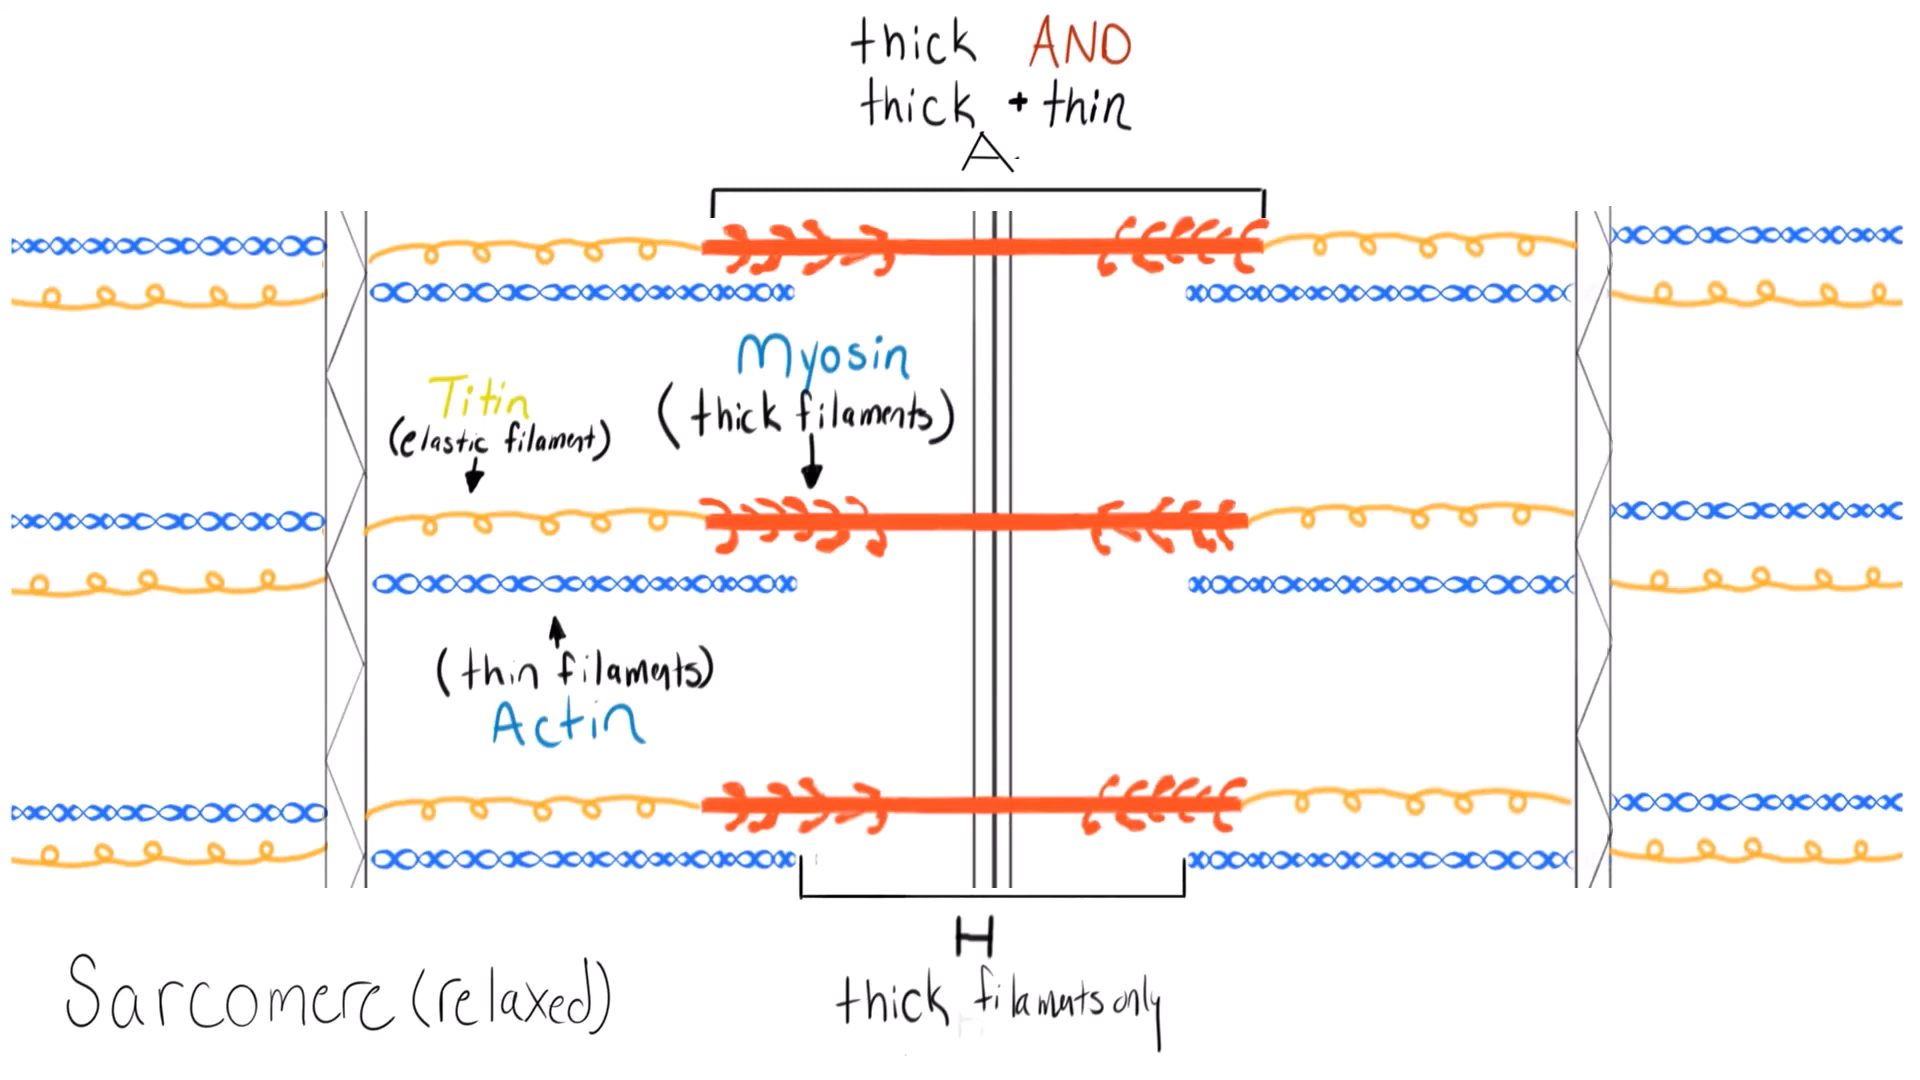 thick AND
thick + thin
A
Myosin
(thick filaments)
Titin
(elastic filament)
(thin filaments)
Actin
H
thick filaments only
Sarcomere (relaxed)